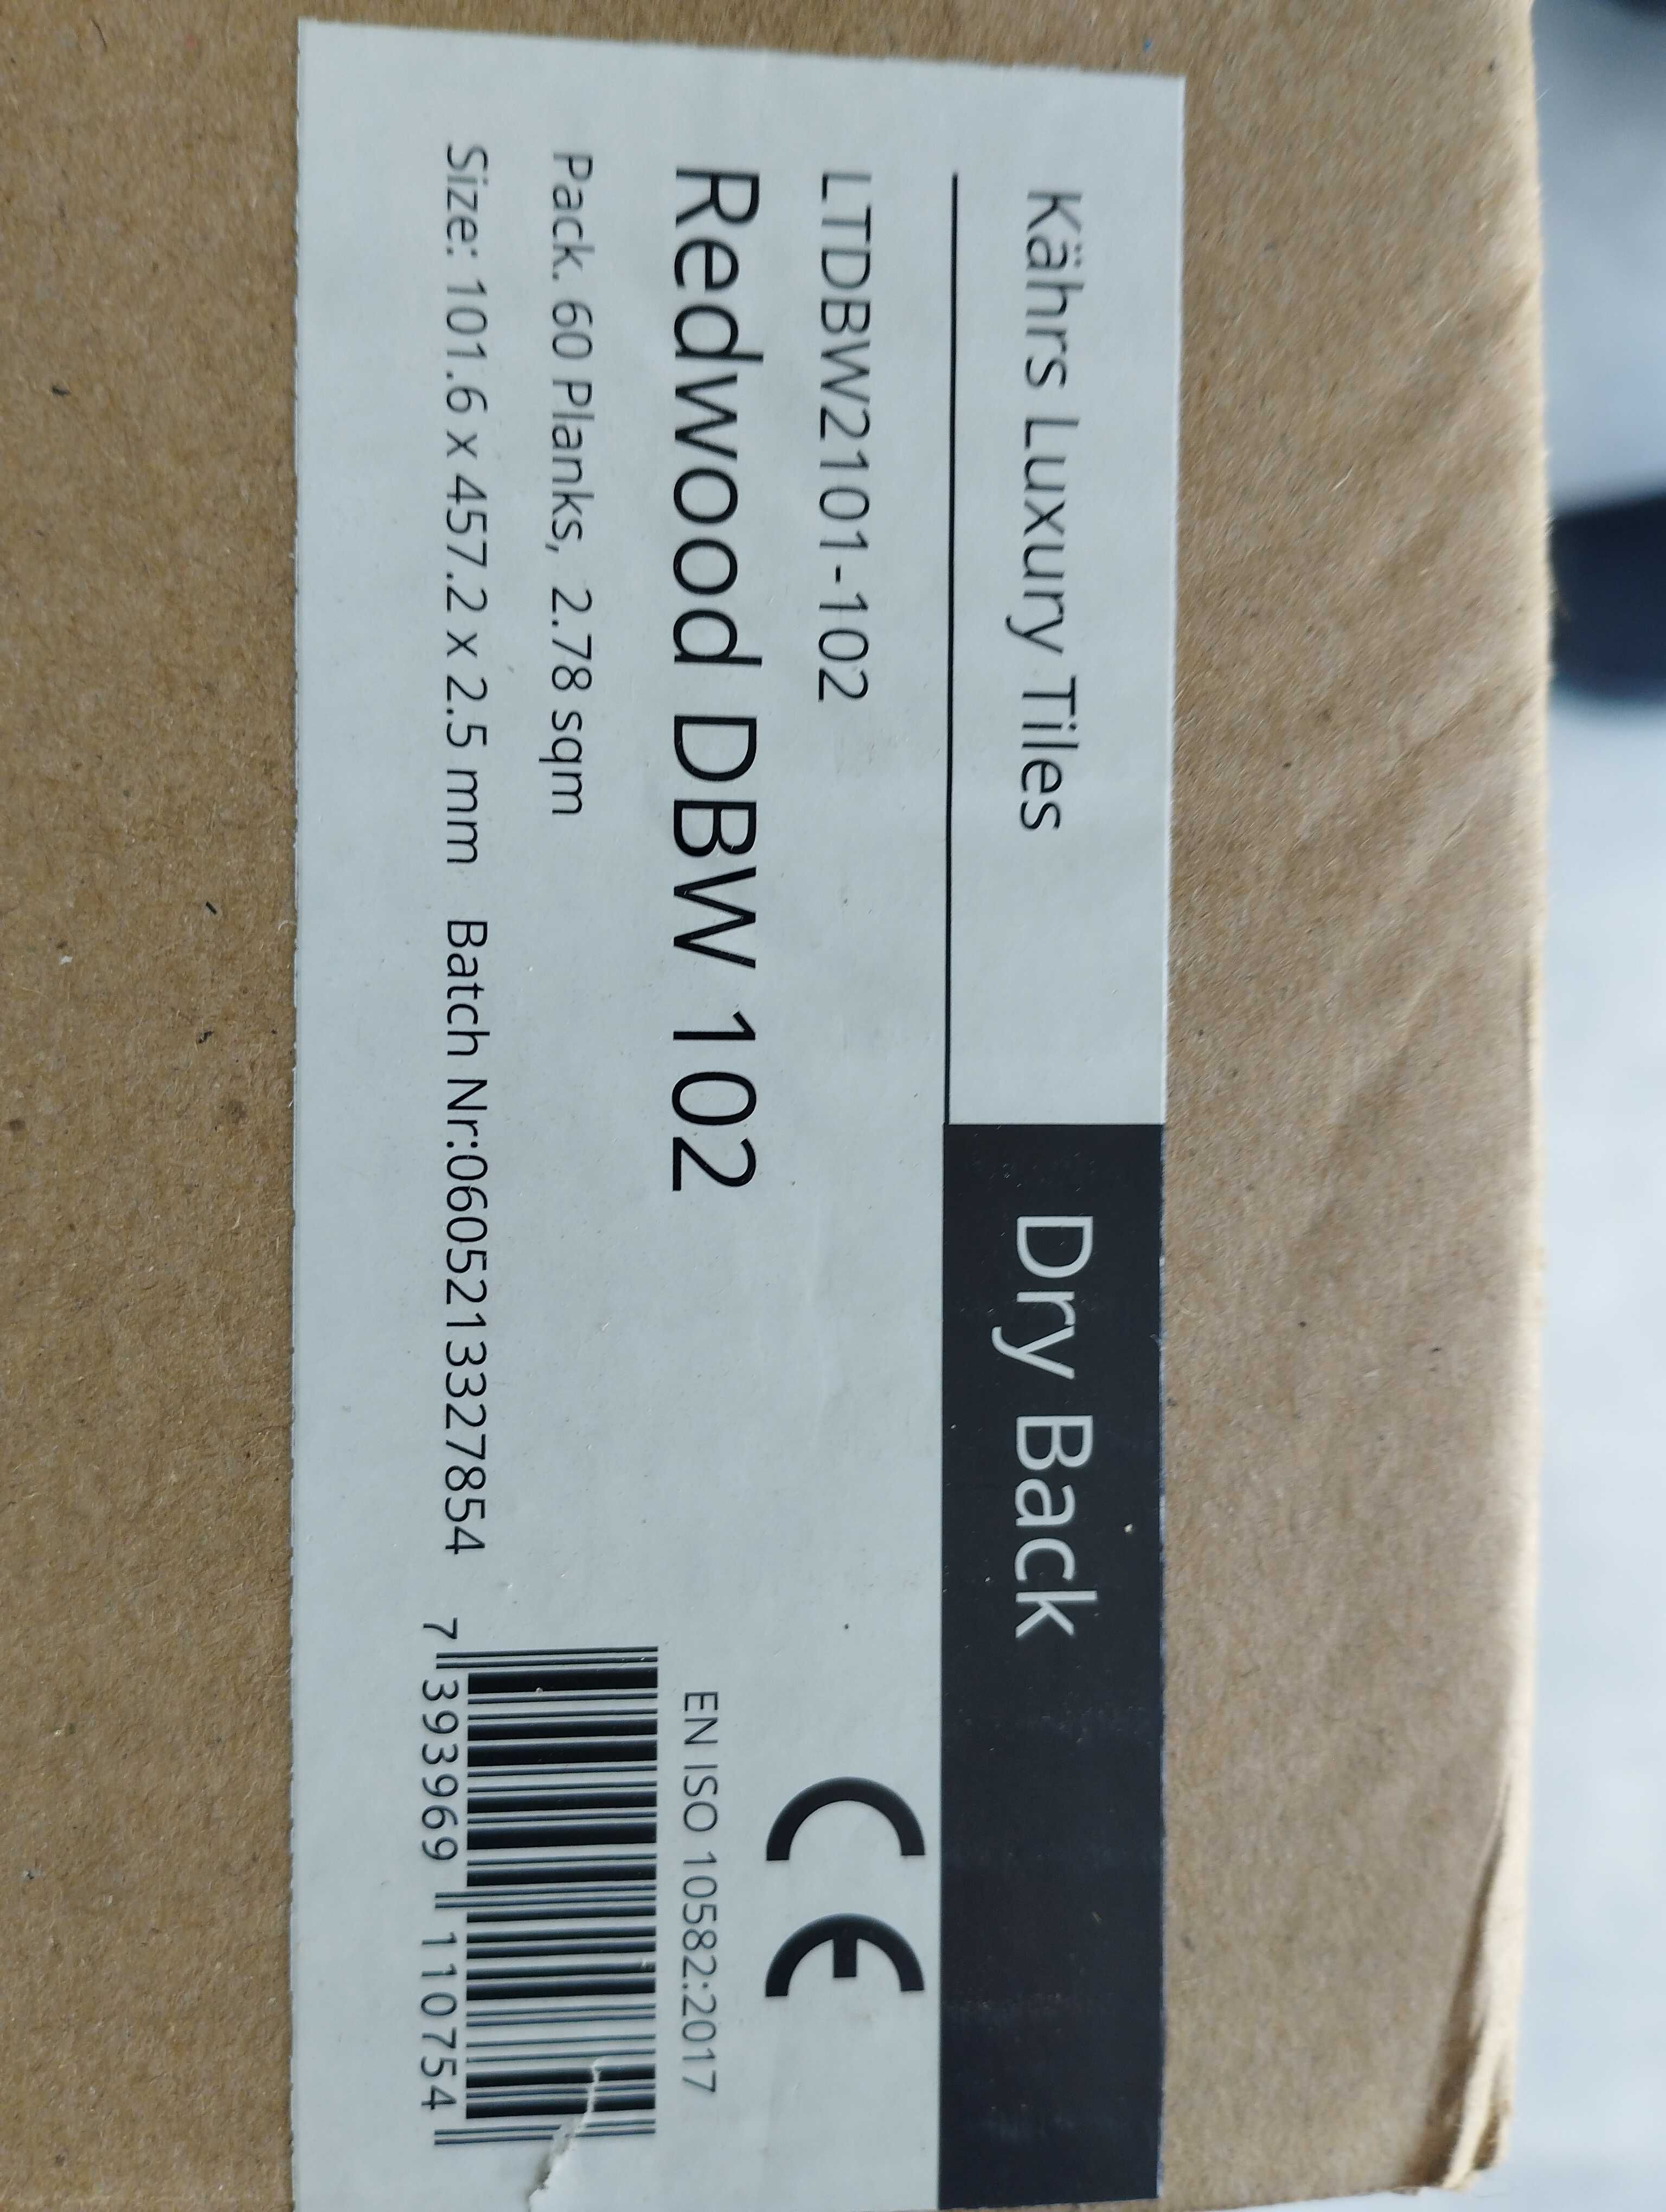 Kährs Luxury Tiles
Dry Back
LTDBW2101-102
Redwood DBW 102
Pack. 60 Planks, 2.78 sqm
Size: 101.6 x 457.2 x 2.5 mm Batch Nr:0605213327854
CE
EN ISO 10582:2017
7 393969 110754